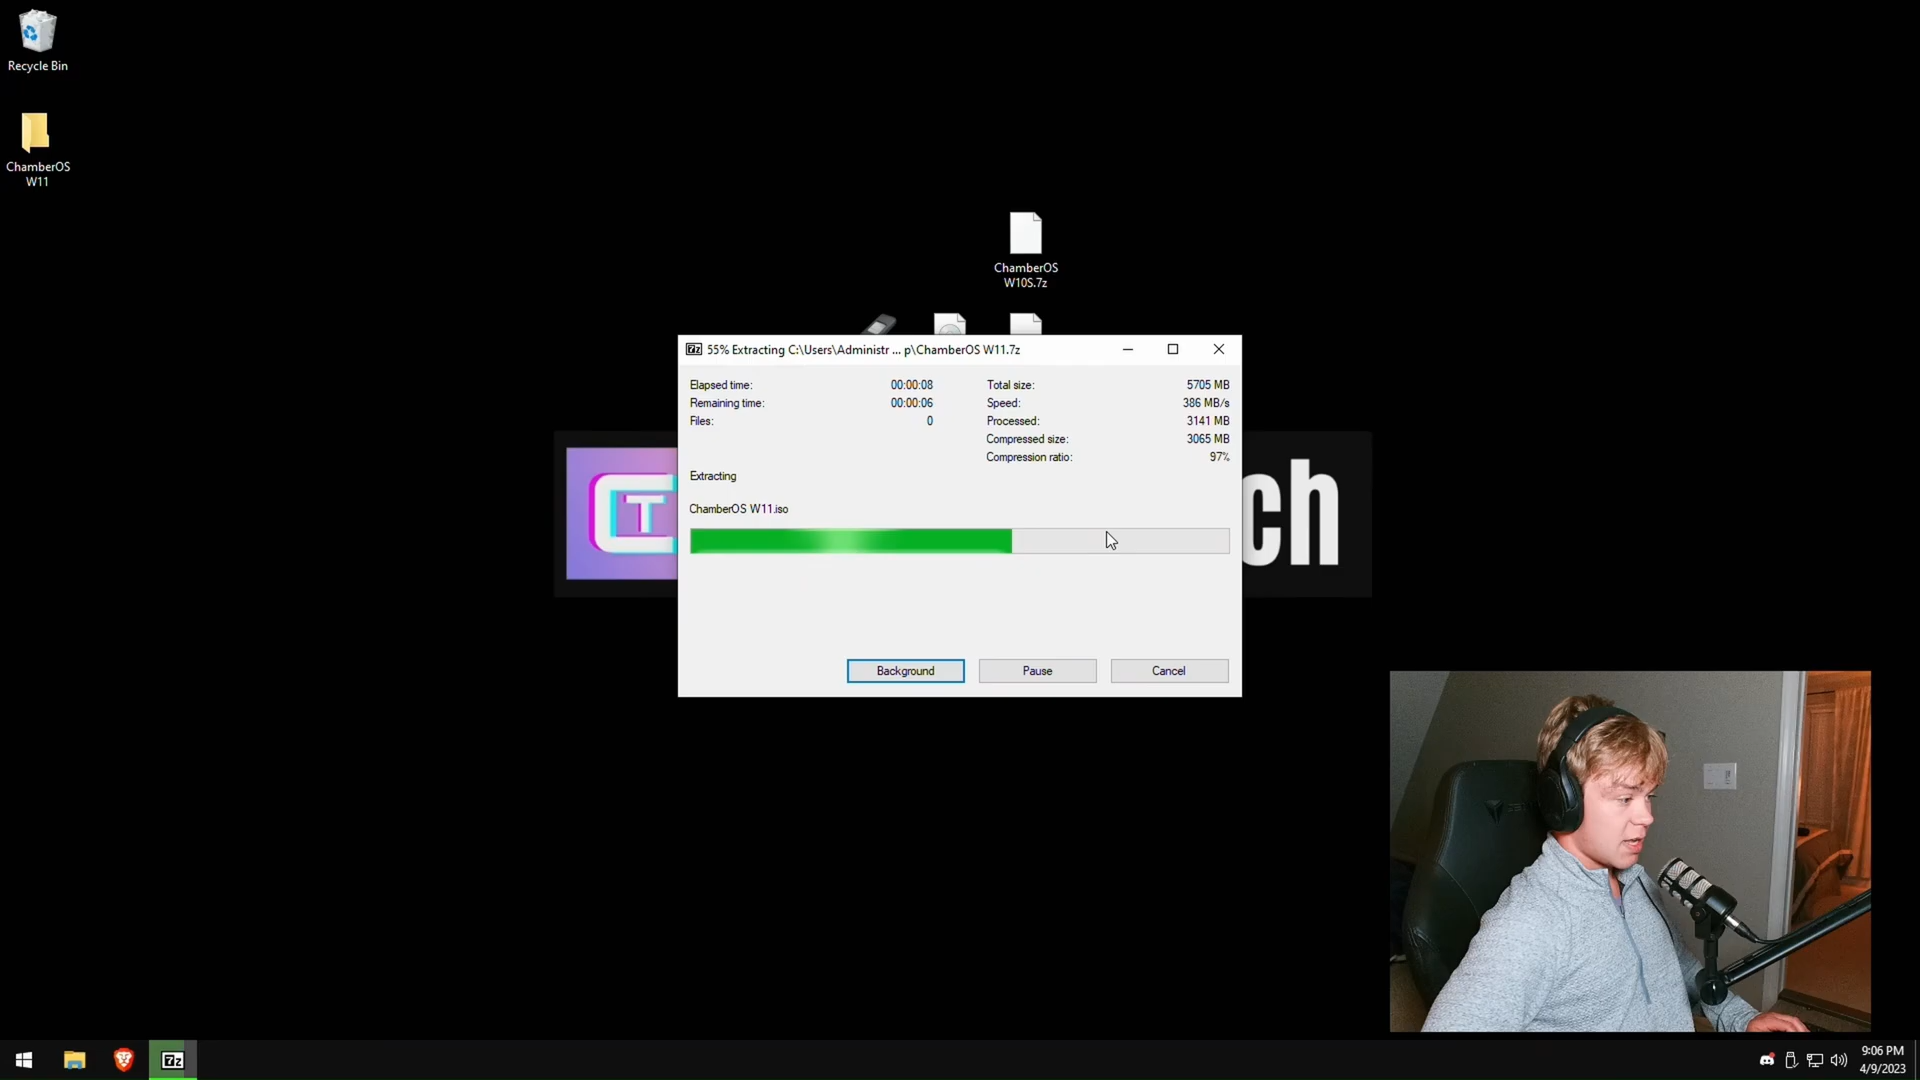 Recycle Bin
ChamberOS
W11
ChamberOS
W10S.7z
7z 55% Extracting C:\Users\Administr ... p\ChamberOS W11.7z
Elapsed time: 00:00:08
Remaining time: 00:00:06
Files: 0
Total size: 5705 MB
Speed: 386 MB/s
Processed: 3141 MB
Compressed size: 3065 MB
Compression ratio: 97%
Extracting
ChamberOS W11.iso
Background
Pause
Cancel
CT
ch
7z
9:06 PM
4/9/2023